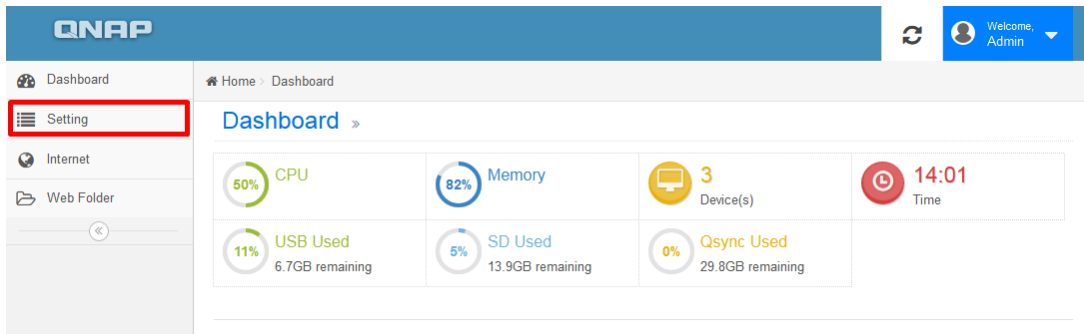 QNAP
Welcome,
Admin
Dashboard
Setting
Internet
Web Folder
Home > Dashboard
Dashboard »
50% CPU
82% Memory
3
Device(s)
14:01
Time
11% USB Used
6.7GB remaining
5% SD Used
13.9GB remaining
0% Qsync Used
29.8GB remaining